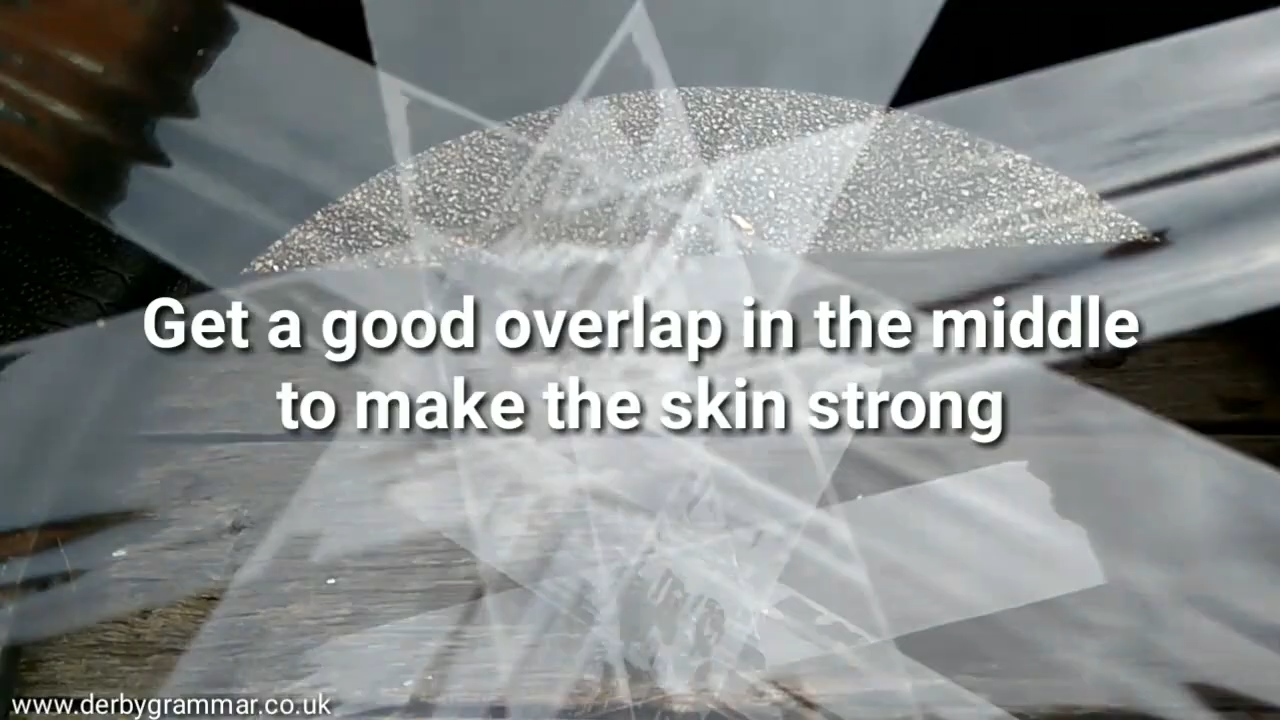 Get a good overlap in the middle
to make the skin strong
www.derbygrammar.co.uk